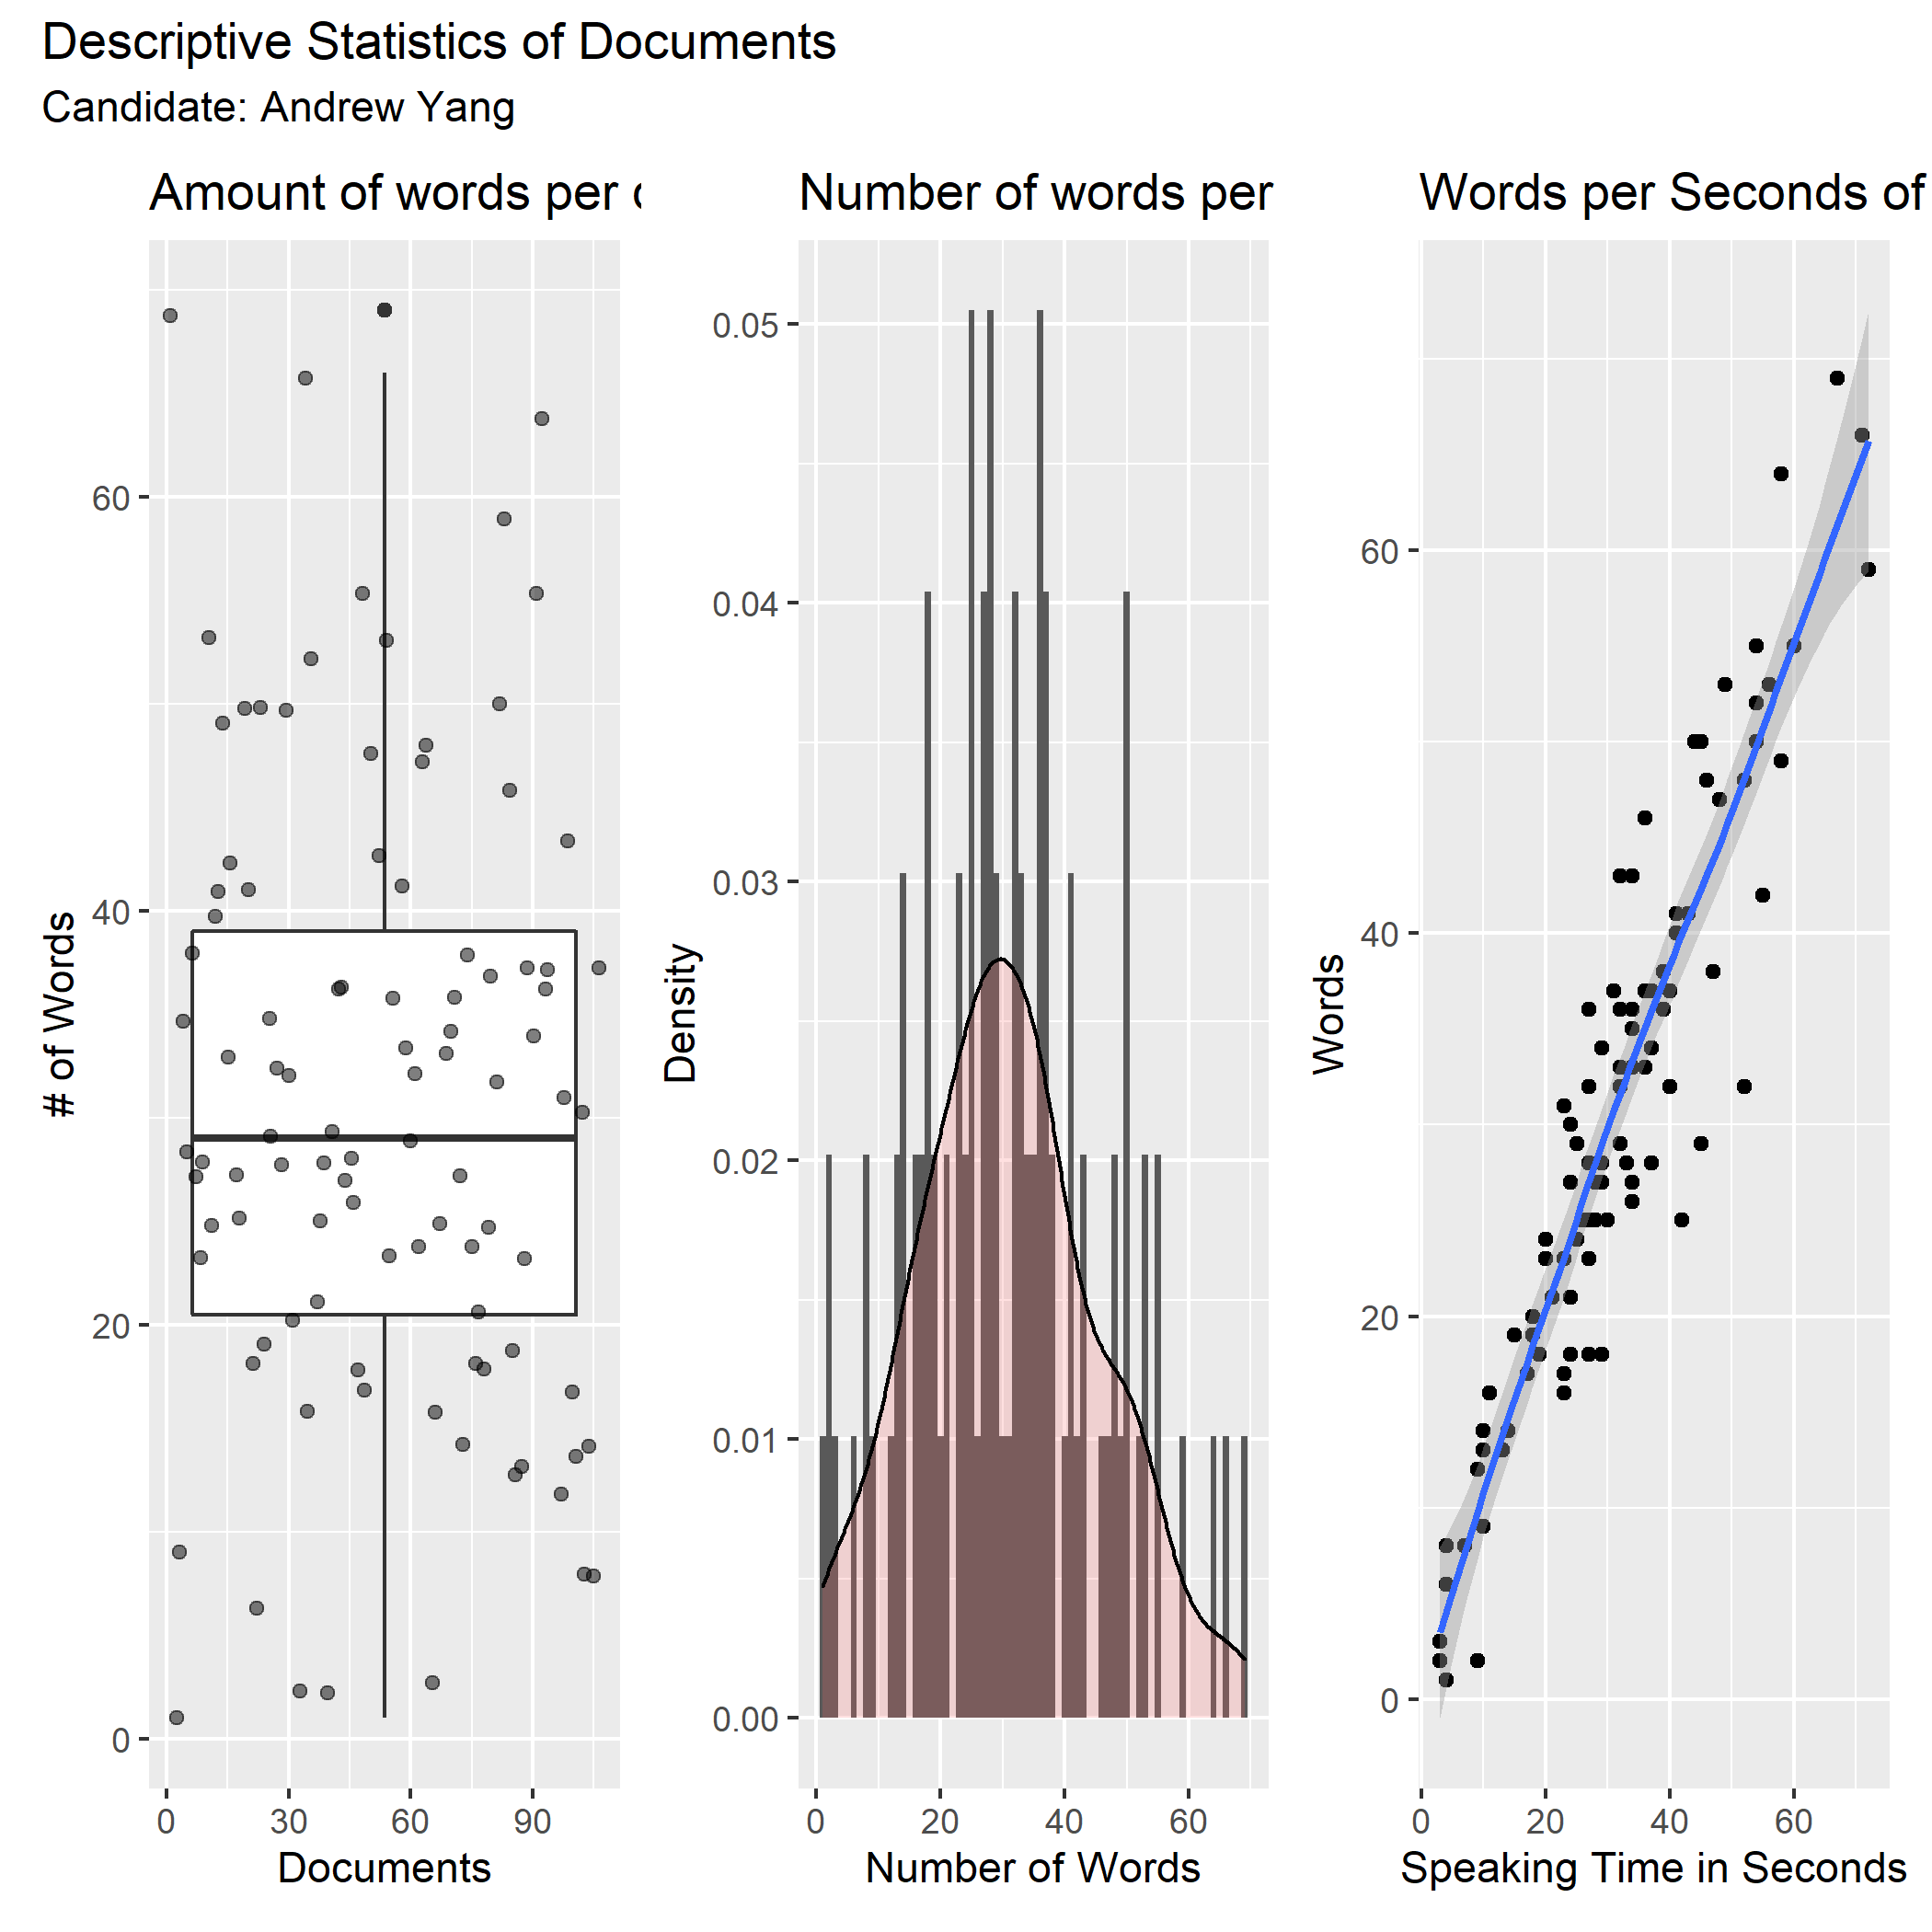 Descriptive Statistics of Documents
Candidate: Andrew Yang
Amount of words per
# of Words
60
40
20
0
0 30 60 90
Documents
Number of words per
Density
0.05
0.04
0.03
0.02
0.01
0.00
0 20 40 60
Number of Words
Words per Seconds of
Words
60
40
20
0
0 20 40 60
Speaking Time in Seconds